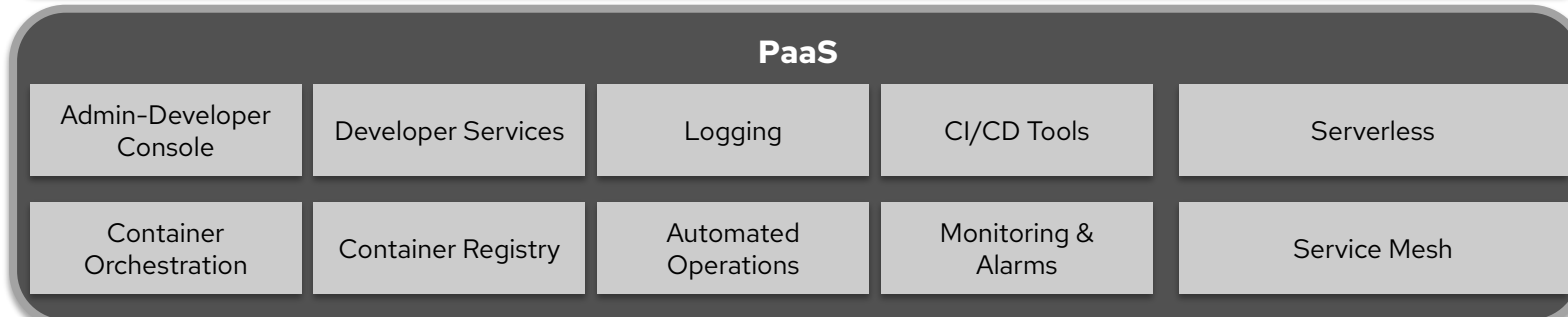 PaaS
Admin-Developer
Console
Developer Services
Logging
CI/CD Tools
Serverless
Container
Orchestration
Container Registry
Automated
Operations
Monitoring &
Alarms
Service Mesh